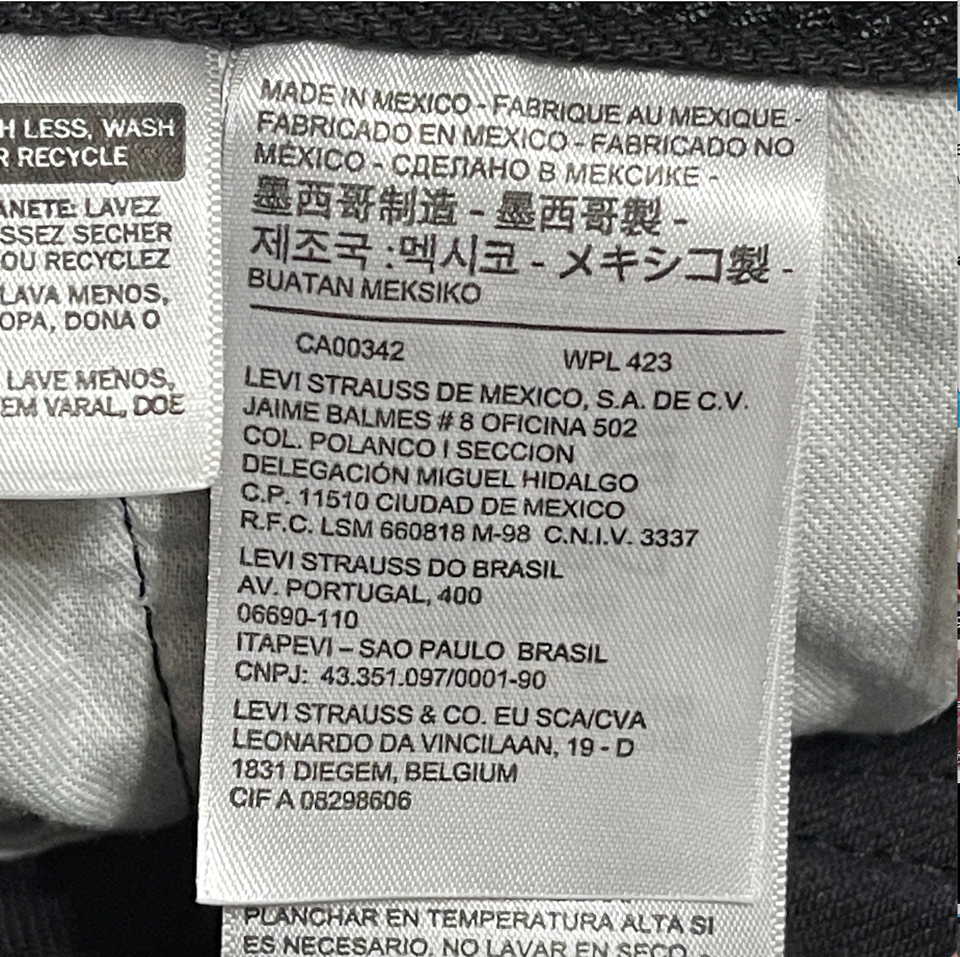 H LESS, WASH
R RECYCLE
ANETE: LAVEZ
SSEZ SECHER
OU RECYCLEZ
LAVA MENOS,
OPA, DONA O
LAVE MENOS,
EM VARAL, DOE
MADE IN MEXICO - FABRIQUE AU MEXIQUE -
FABRICADO EN MEXICO - FABRICADO NO
MÉXICO - СДЕЛАНО В МЕКСИКЕ -
墨西哥制造 - 墨西哥製 -
제조국 :멕시코 - メキシコ製 -
BUATAN MEKSIKO
CA00342 WPL 423
LEVI STRAUSS DE MEXICO, S.A. DE C.V.
JAIME BALMES # 8 OFICINA 502
COL. POLANCO I SECCION
DELEGACIÓN MIGUEL HIDALGO
C.P. 11510 CIUDAD DE MEXICO
R.F.C. LSM 660818 M-98 C.N.I.V. 3337
LEVI STRAUSS DO BRASIL
AV. PORTUGAL, 400
06690-110
ITAPEVI – SAO PAULO BRASIL
CNPJ: 43.351.097/0001-90
LEVI STRAUSS & CO. EU SCA/CVA
LEONARDO DA VINCILAAN, 19 - D
1831 DIEGEM, BELGIUM
CIF A 08298606
PLANCHAR EN TEMPERATURA ALTA SI
ES NECESARIO. NO LAVAR EN SECO. -